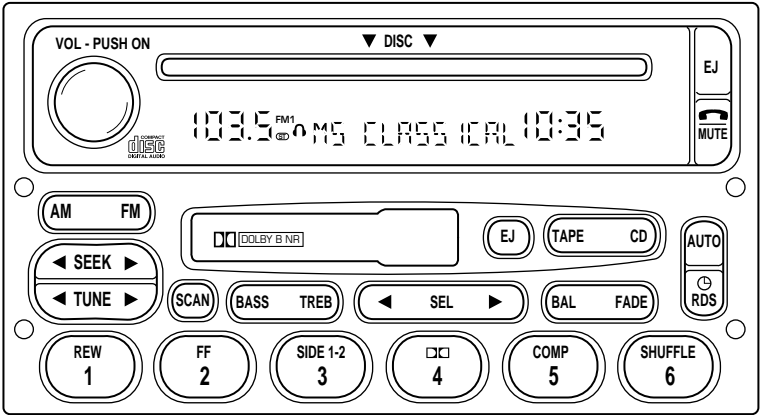 VOL - PUSH ON
▼ DISC ▼
EJ
103.5 FM1 ST MS CLASSICAL 10:35
MUTE
COMPACT
disc
DIGITAL AUDIO
AM FM
DOLBY B NR
EJ
TAPE CD
AUTO
◄ SEEK ►
◄ TUNE ►
SCAN
BASS TREB
◄ SEL ►
BAL FADE
RDS
REW
1
FF
2
SIDE 1-2
3
4
COMP
5
SHUFFLE
6